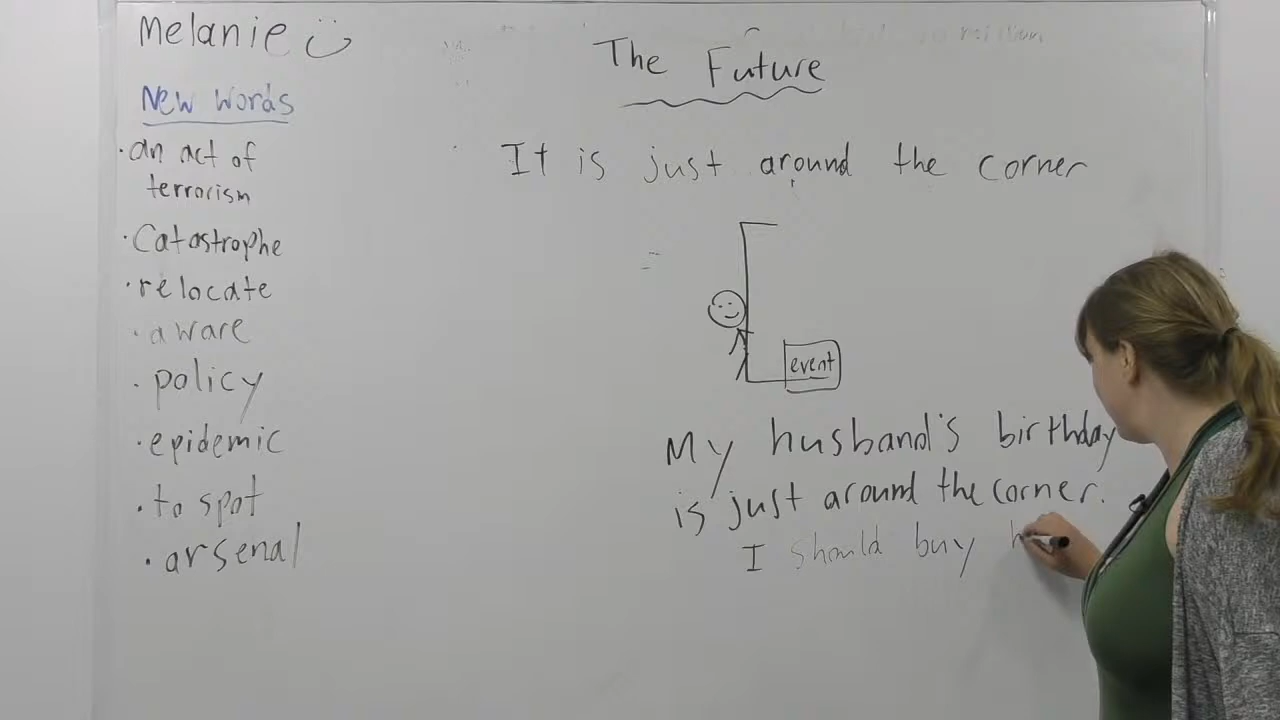 Melanie
The Future
New Words
• an act of
terrorism
• Catastrophe
• relocate
• aware
• policy
• epidemic
• to spot
• arsenal
It is just around the corner
event
My husband's birthday
is just around the corner.
I should buy h